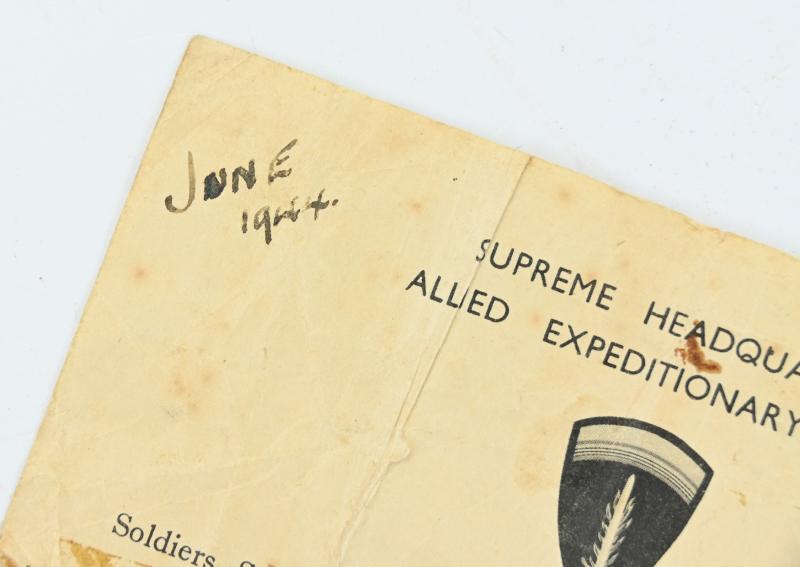 JUNE
1944.
SUPREME HEADQUA
ALLIED EXPEDITIONARY
Soldiers,